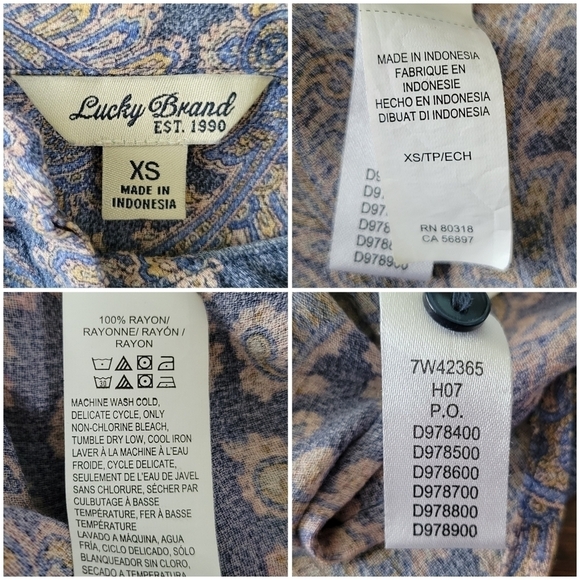 Lucky Brand
EST. 1990
XS
MADE IN
INDONESIA
MADE IN INDONESIA
FABRIQUE EN
INDONESIE
HECHO EN INDONESIA
DIBUAT DI INDONESIA
XS/TP/ECH
RN 80318
CA 56897
100% RAYON/
RAYONNE/ RAYÓN /
RAYON
MACHINE WASH COLD,
DELICATE CYCLE, ONLY
NON-CHLORINE BLEACH,
TUMBLE DRY LOW, COOL IRON
LAVER À LA MACHINE À L'EAU
FROIDE, CYCLE DELICATE,
SEULEMENT DE L'EAU DE JAVEL
SANS CHLORURE, SÉCHER PAR
CULBUTAGE À BASSE
TEMPÉRATURE, FER À BASSE
TEMPÉRATURE
LAVADO A MÁQUINA, AGUA
FRÍA, CICLO DELICADO, SÓLO
BLANQUEADOR SIN CLORO,
SECADO A TEMPERATURA
7W42365
H07
P.O.
D978400
D978500
D978600
D978700
D978800
D978900